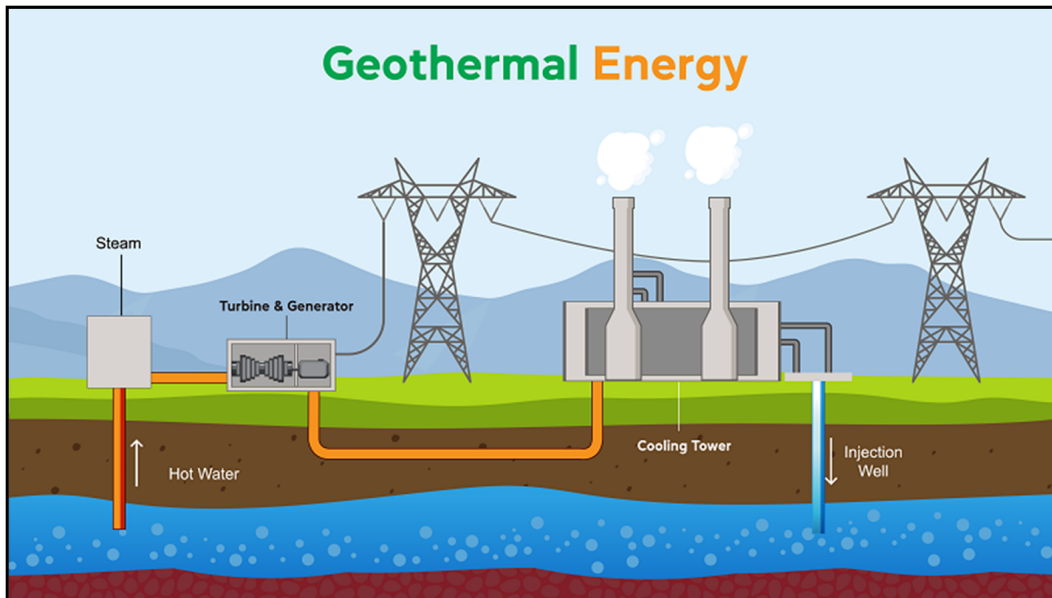 Geothermal Energy
Steam
Turbine & Generator
Hot Water
Cooling Tower
Injection
Well